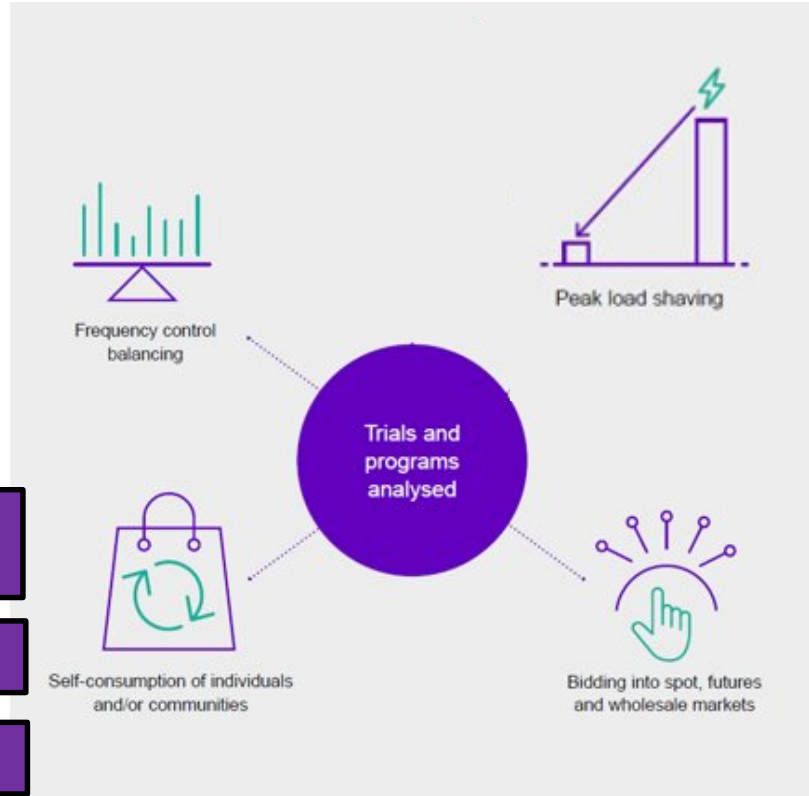 Peak load shaving
Frequency control
balancing
Trials and
programs
analysed
Self-consumption of individuals
and/or communities
Bidding into spot, futures
and wholesale markets